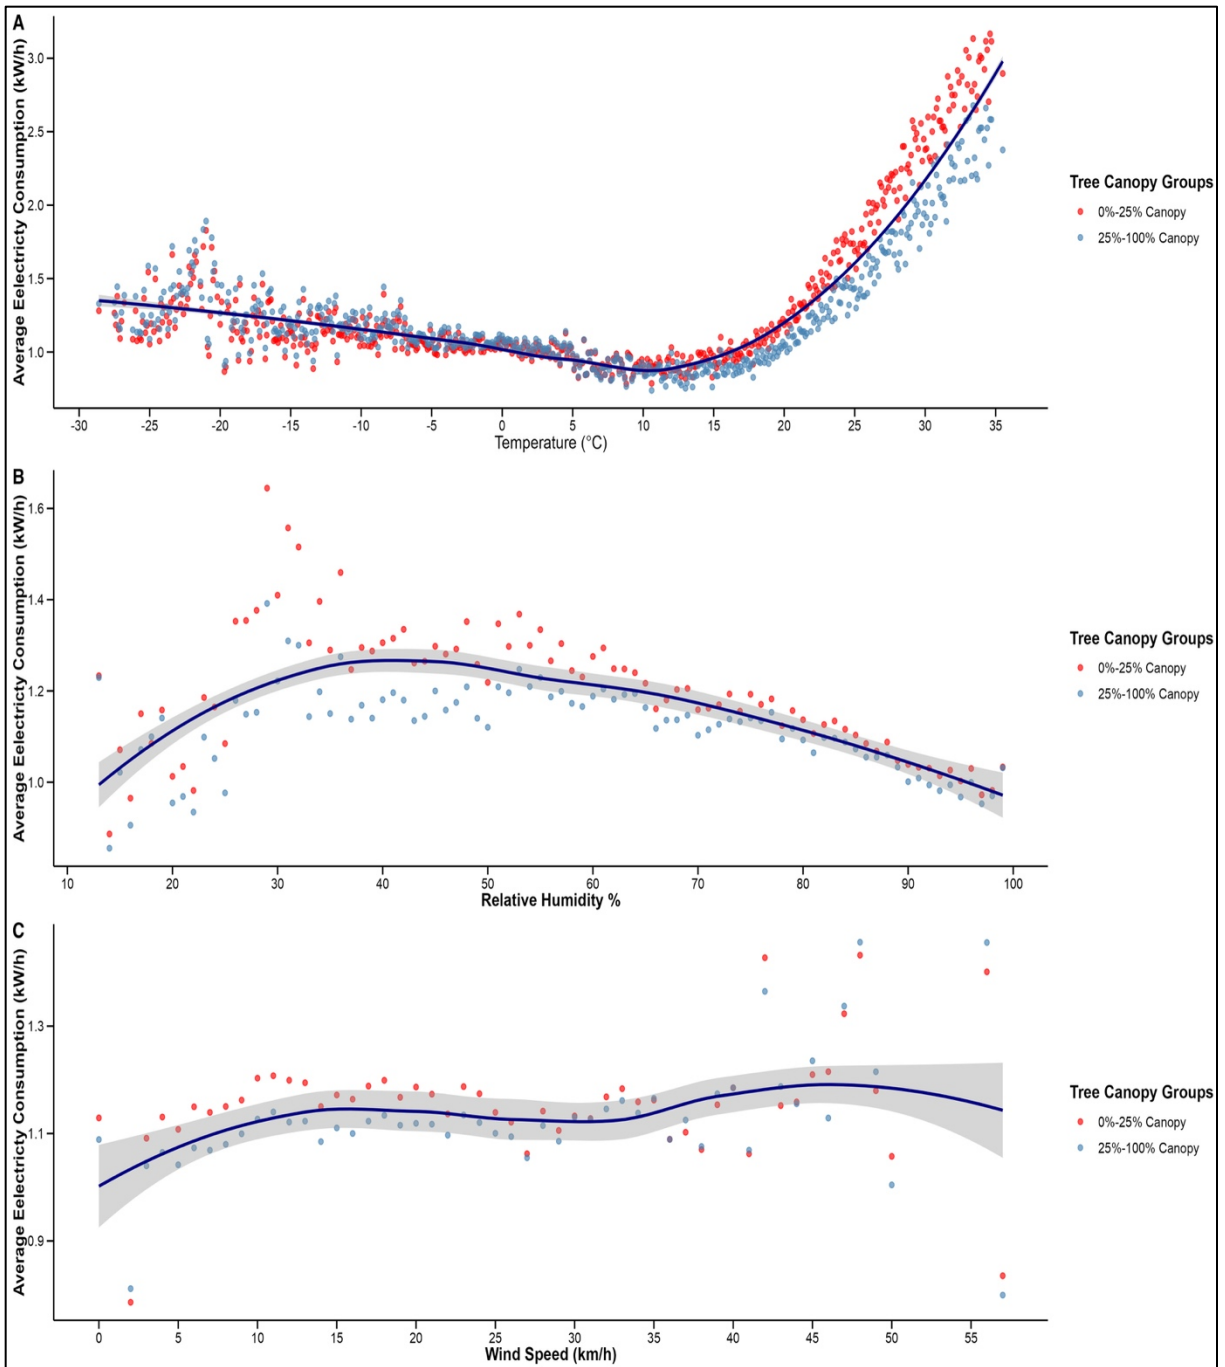 A
Average Eelectricty Consumption (kW/h)
3.0
2.5
2.0
1.5
1.0
-30 -25 -20 -15 -10 -5 0 5 10 15 20 25 30 35
Temperature (°C)
Tree Canopy Groups
0%-25% Canopy
25%-100% Canopy
B
Average Eelectricty Consumption (kW/h)
1.6
1.4
1.2
1.0
10 20 30 40 50 60 70 80 90 100
Relative Humidity %
Tree Canopy Groups
0%-25% Canopy
25%-100% Canopy
C
Average Eelectricty Consumption (kW/h)
1.3
1.1
0.9
0 5 10 15 20 25 30 35 40 45 50 55
Wind Speed (km/h)
Tree Canopy Groups
0%-25% Canopy
25%-100% Canopy